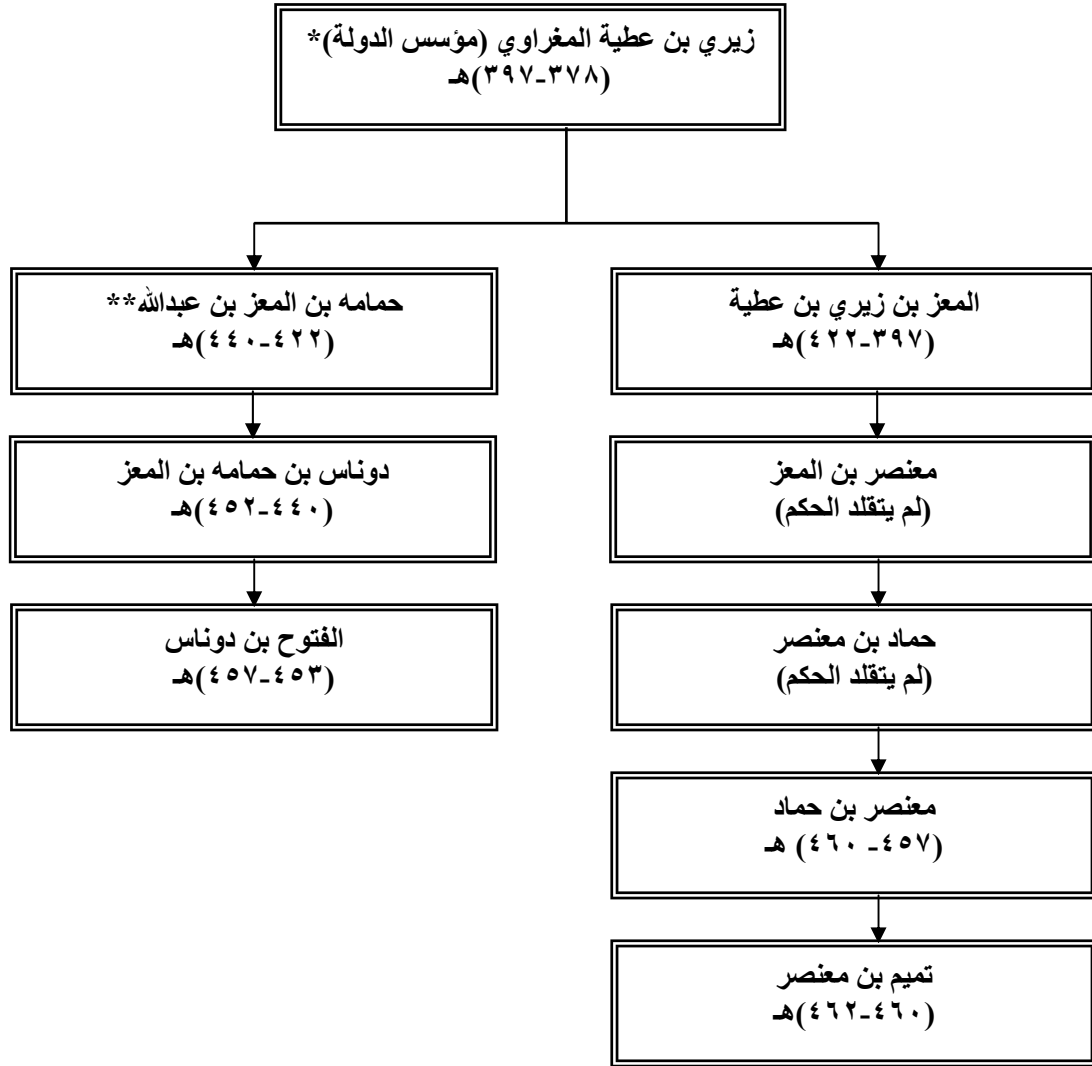 زيري بن عطية المغراوي (مؤسس الدولة)*
(٣٧٨-٣٩٧)هـ
المعز بن زيري بن عطية
(٣٩٧-٤٢٢)هـ
حمامه بن المعز بن عبدالله**
(٤٢٢-٤٤٠)هـ
معنصر بن المعز
(لم يتقلد الحكم)
دوناس بن حمامه بن المعز
(٤٤٠-٤٥٢)هـ
حماد بن معنصر
(لم يتقلد الحكم)
الفتوح بن دوناس
(٤٥٣-٤٥٧)هـ
معنصر بن حماد
(٤٥٧- ٤٦٠) هـ
تميم بن معنصر
(٤٦٠-٤٦٢)هـ